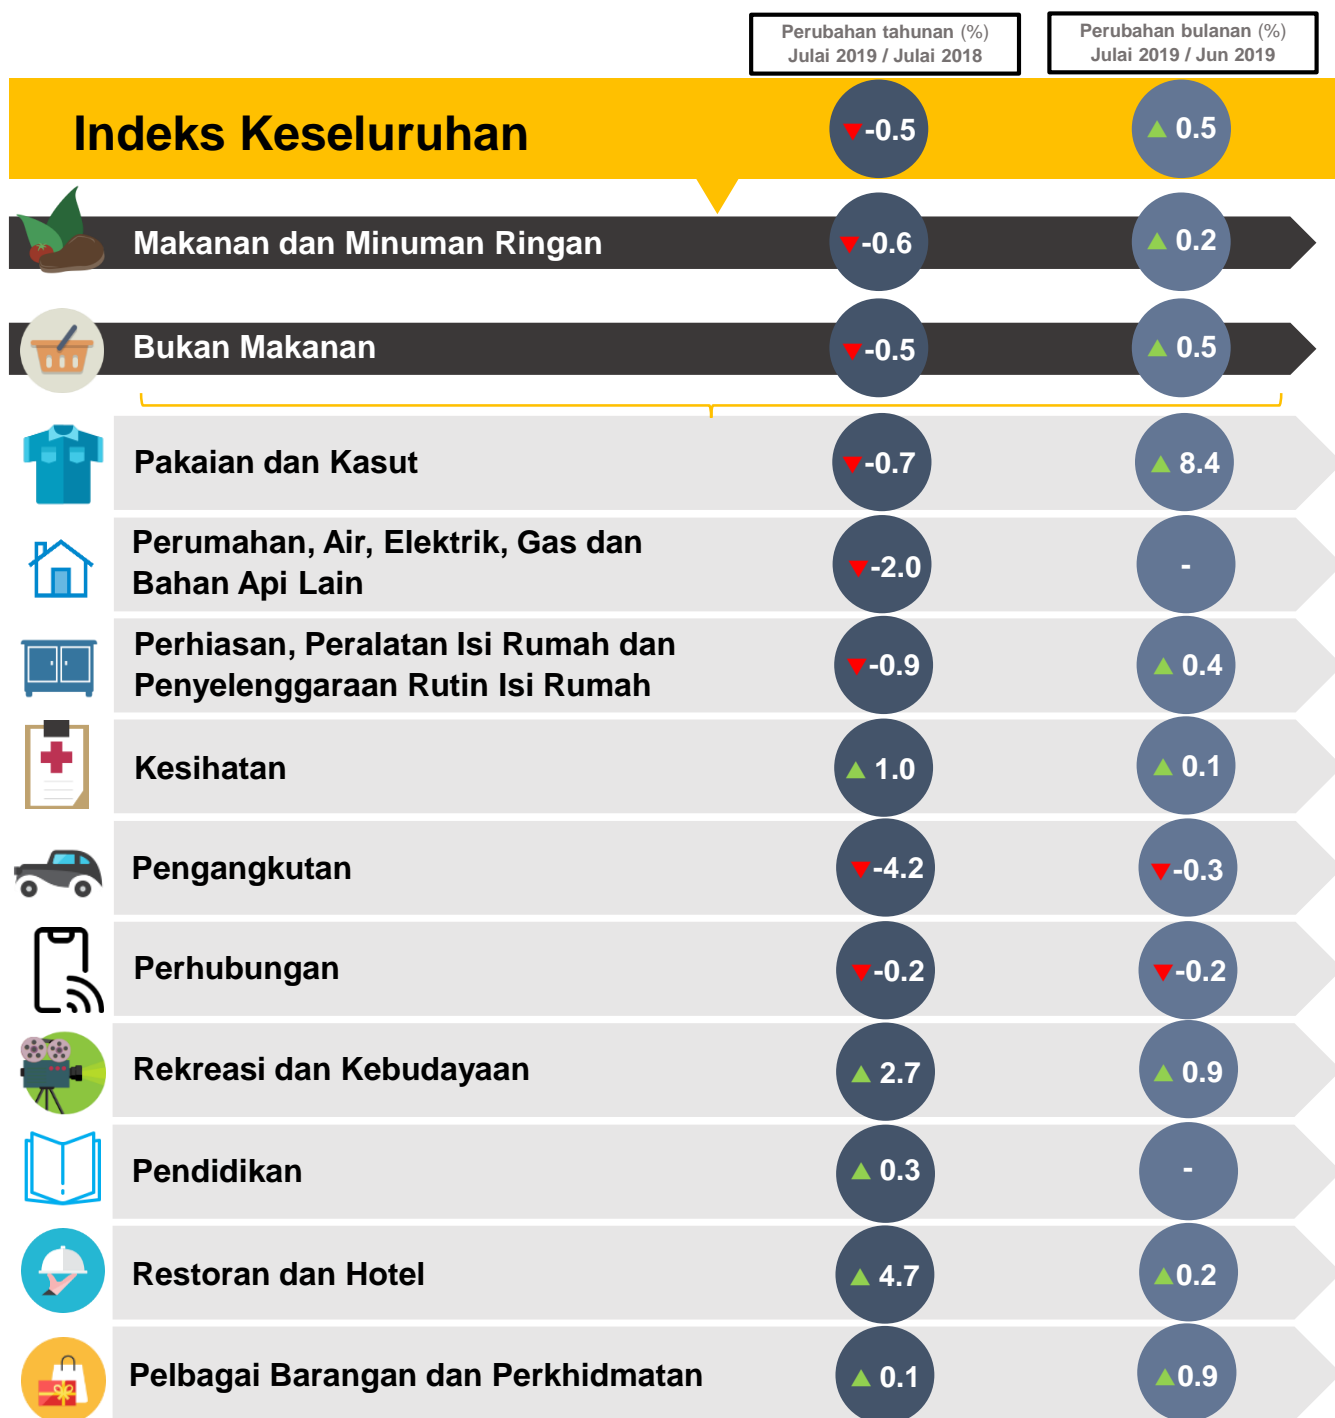 Perubahan tahunan (%)
Julai 2019 / Julai 2018
Perubahan bulanan (%)
Julai 2019 / Jun 2019
Indeks Keseluruhan
-0.5
0.5
Makanan dan Minuman Ringan
-0.6
0.2
Bukan Makanan
-0.5
0.5
Pakaian dan Kasut
-0.7
8.4
Perumahan, Air, Elektrik, Gas dan
Bahan Api Lain
-2.0
-
Perhiasan, Peralatan Isi Rumah dan
Penyelenggaraan Rutin Isi Rumah
-0.9
0.4
Kesihatan
1.0
0.1
Pengangkutan
-4.2
-0.3
Perhubungan
-0.2
-0.2
Rekreasi dan Kebudayaan
2.7
0.9
Pendidikan
0.3
-
Restoran dan Hotel
4.7
0.2
Pelbagai Barangan dan Perkhidmatan
0.1
0.9